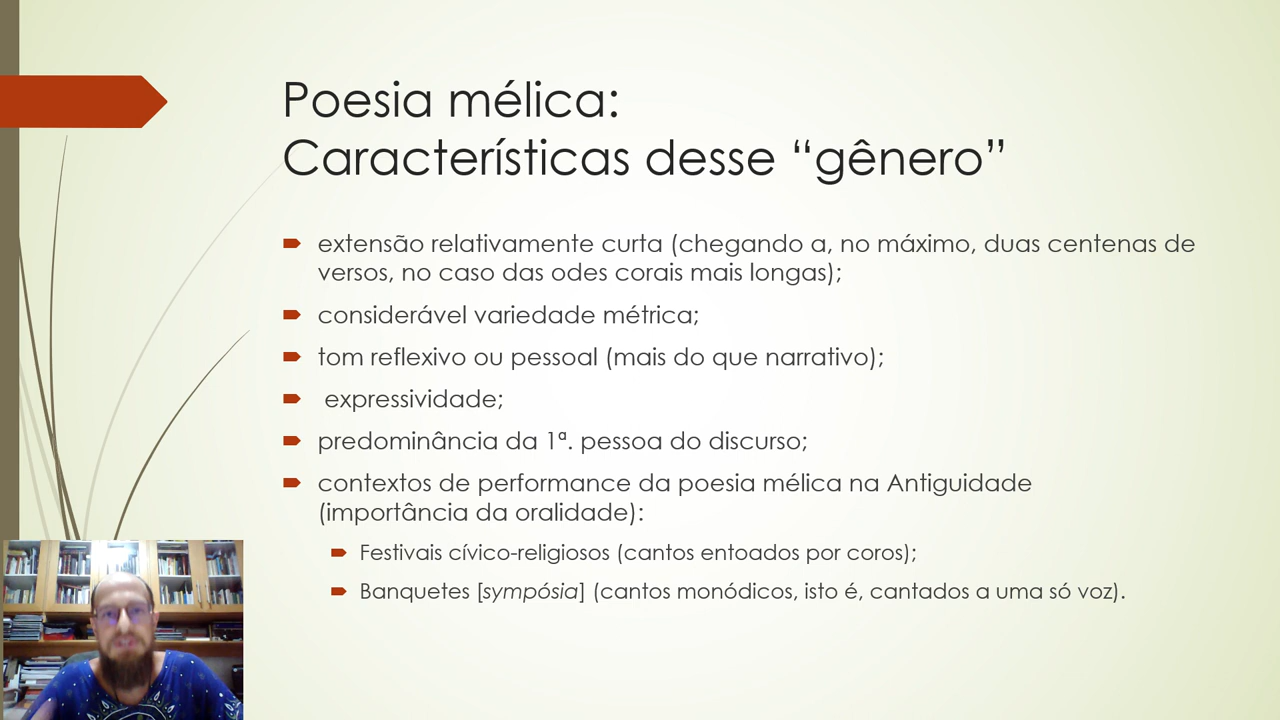 Poesia mélica:
Características desse “gênero”
extensão relativamente curta (chegando a, no máximo, duas centenas de
versos, no caso das odes corais mais longas);
considerável variedade métrica;
tom reflexivo ou pessoal (mais do que narrativo);
expressividade;
predominância da 1ª. pessoa do discurso;
contextos de performance da poesia mélica na Antiguidade
(importância da oralidade):
Festivais cívico-religiosos (cantos entoados por coros);
Banquetes [sympósia] (cantos monódicos, isto é, cantados a uma só voz).